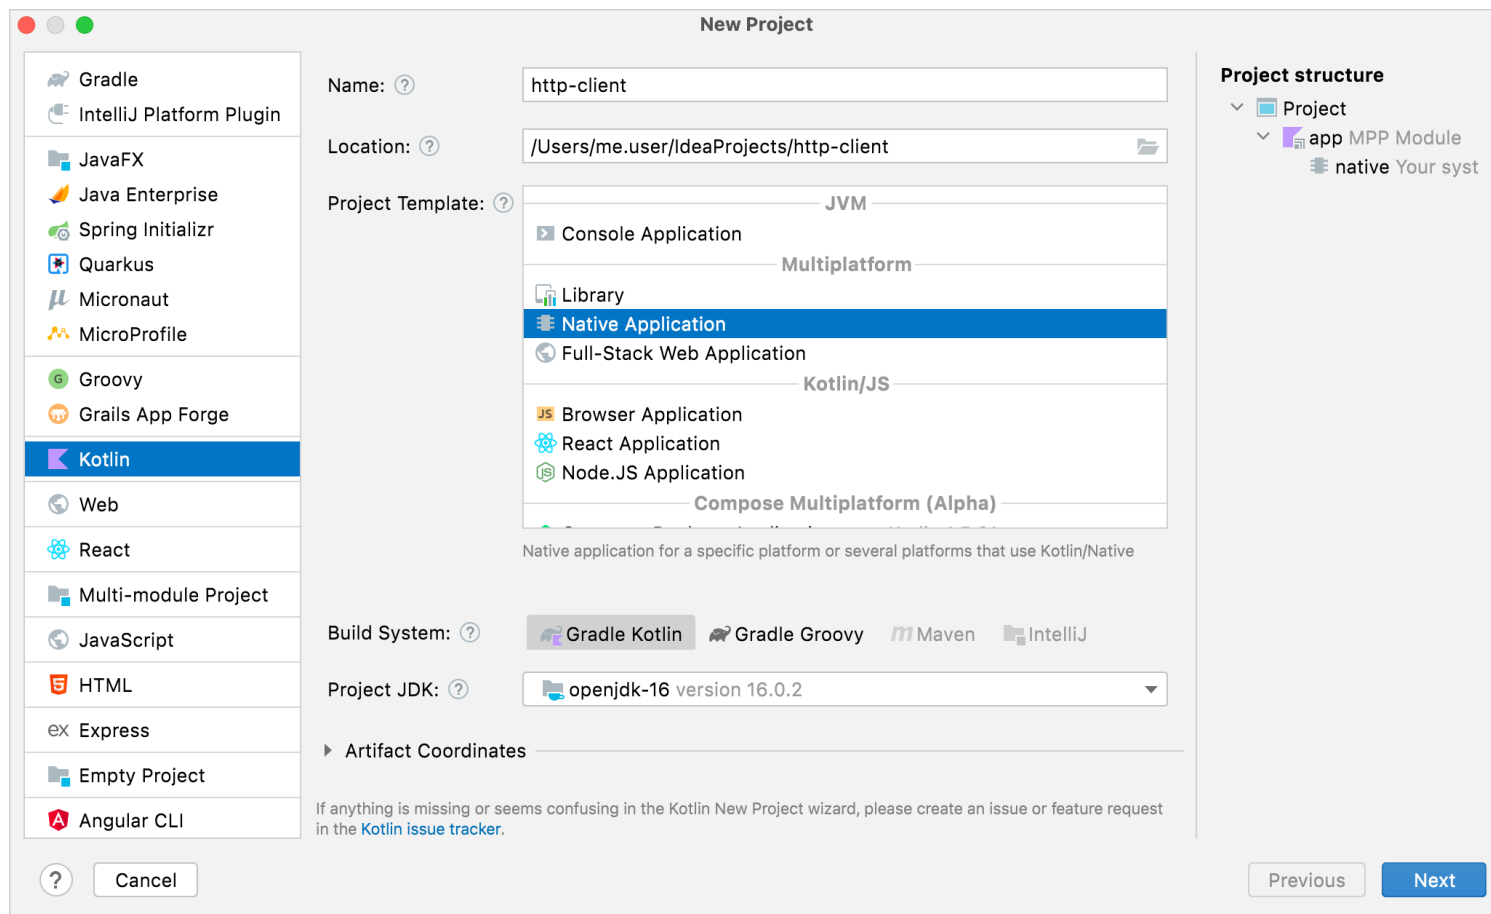 New Project
Gradle
IntelliJ Platform Plugin
JavaFX
Java Enterprise
Spring Initializr
Quarkus
Micronaut
MicroProfile
Groovy
Grails App Forge
Kotlin
Web
React
Multi-module Project
JavaScript
HTML
ex Express
Empty Project
Angular CLI
Name: ?
http-client
Location: ?
/Users/me.user/IdeaProjects/http-client
Project Template: ?
JVM
Console Application
Multiplatform
Library
Native Application
Full-Stack Web Application
Kotlin/JS
JS Browser Application
React Application
Node.JS Application
Compose Multiplatform (Alpha)
Native application for a specific platform or several platforms that use Kotlin/Native
Build System: ?
Gradle Kotlin
Gradle Groovy
Maven
IntelliJ
Project JDK: ?
openjdk-16 version 16.0.2
Artifact Coordinates
If anything is missing or seems confusing in the Kotlin New Project wizard, please create an issue or feature request
in the Kotlin issue tracker.
Project structure
Project
app MPP Module
native Your syst
?
Cancel
Previous
Next